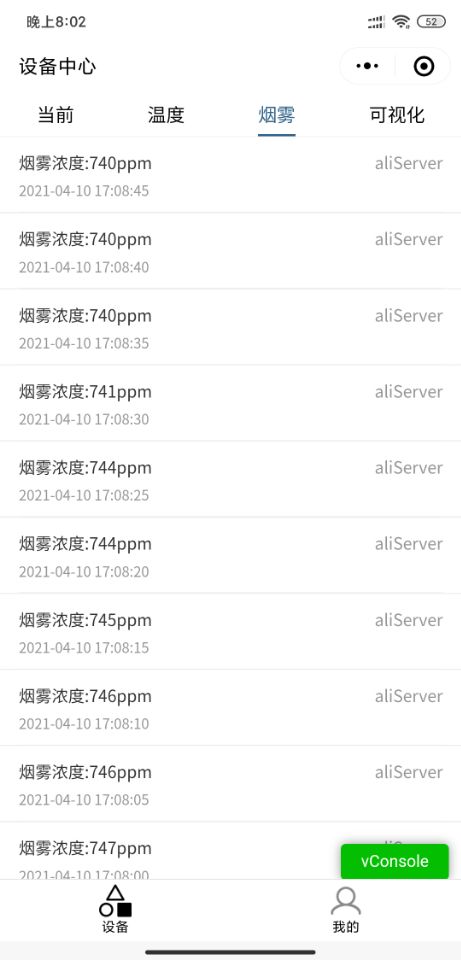 晚上8:02
52
设备中心
当前 温度 烟雾 可视化
烟雾浓度:740ppm aliServer
2021-04-10 17:08:45
烟雾浓度:740ppm aliServer
2021-04-10 17:08:40
烟雾浓度:740ppm aliServer
2021-04-10 17:08:35
烟雾浓度:741ppm aliServer
2021-04-10 17:08:30
烟雾浓度:744ppm aliServer
2021-04-10 17:08:25
烟雾浓度:744ppm aliServer
2021-04-10 17:08:20
烟雾浓度:745ppm aliServer
2021-04-10 17:08:15
烟雾浓度:746ppm aliServer
2021-04-10 17:08:10
烟雾浓度:746ppm aliServer
2021-04-10 17:08:05
烟雾浓度:747ppm
vConsole
2021-04-10 17:08:00
设备 我的